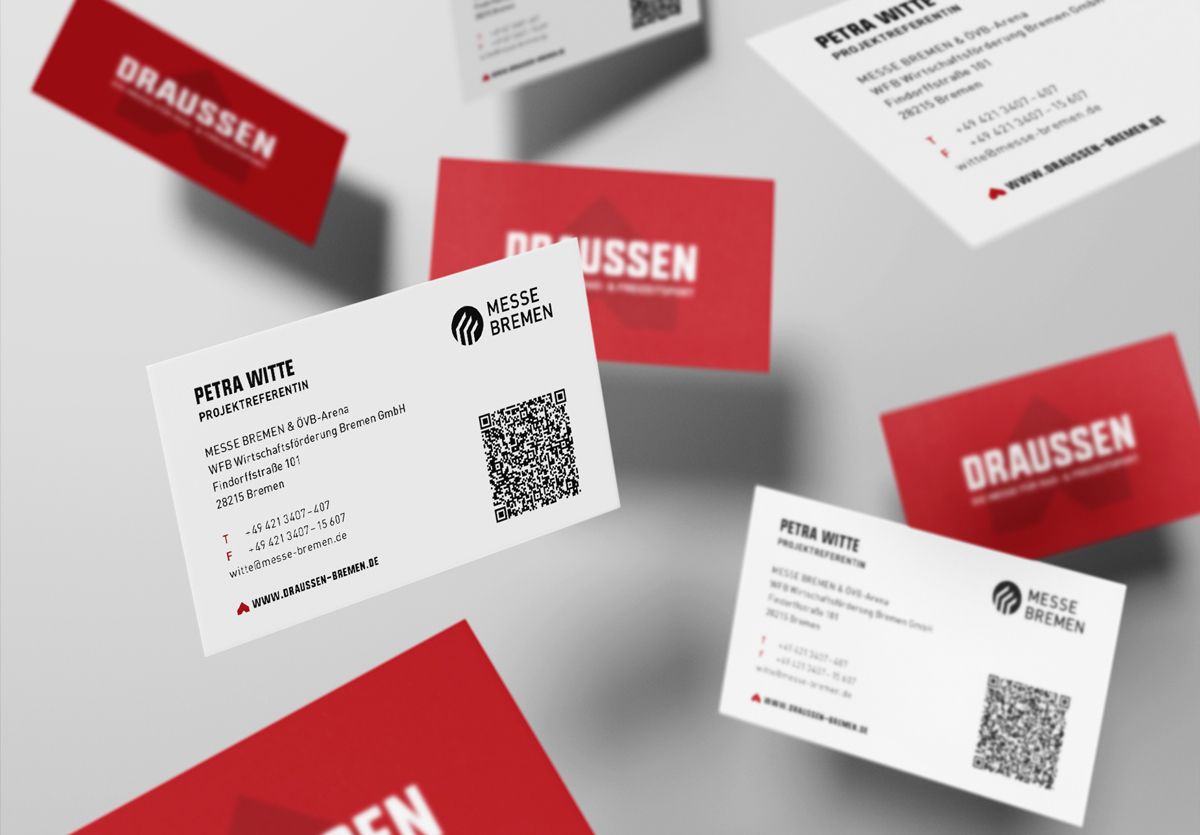 DRAUSSEN
WWW.DRAUSSEN-BREMEN.DE
PETRA WITTE
PROJEKTREFERENTIN
MESSE BREMEN & ÖVB-Arena
WFB Wirtschaftsförderung Bremen GmbH
Findorffstraße 101
28215 Bremen
T +49 421 3407-407
F +49 421 3407-15 607
witte@messe-bremen.de
WWW.DRAUSSEN-BREMEN.DE
DRAUSSEN
MESSE
BREMEN
PETRA WITTE
PROJEKTREFERENTIN
MESSE BREMEN & ÖVB-Arena
WFB Wirtschaftsförderung Bremen GmbH
Findorffstraße 101
28215 Bremen
T +49 421 3407-407
F +49 421 3407-15 607
witte@messe-bremen.de
WWW.DRAUSSEN-BREMEN.DE
DRAUSSEN
PETRA WITTE
PROJEKTREFERENTIN
MESSE
BREMEN
MESSE BREMEN & ÖVB-Arena
WFB Wirtschaftsförderung Bremen GmbH
Findorffstraße 101
28215 Bremen
T +49 421 3407-407
F +49 421 3407-15 607
witte@messe-bremen.de
WWW.DRAUSSEN-BREMEN.DE